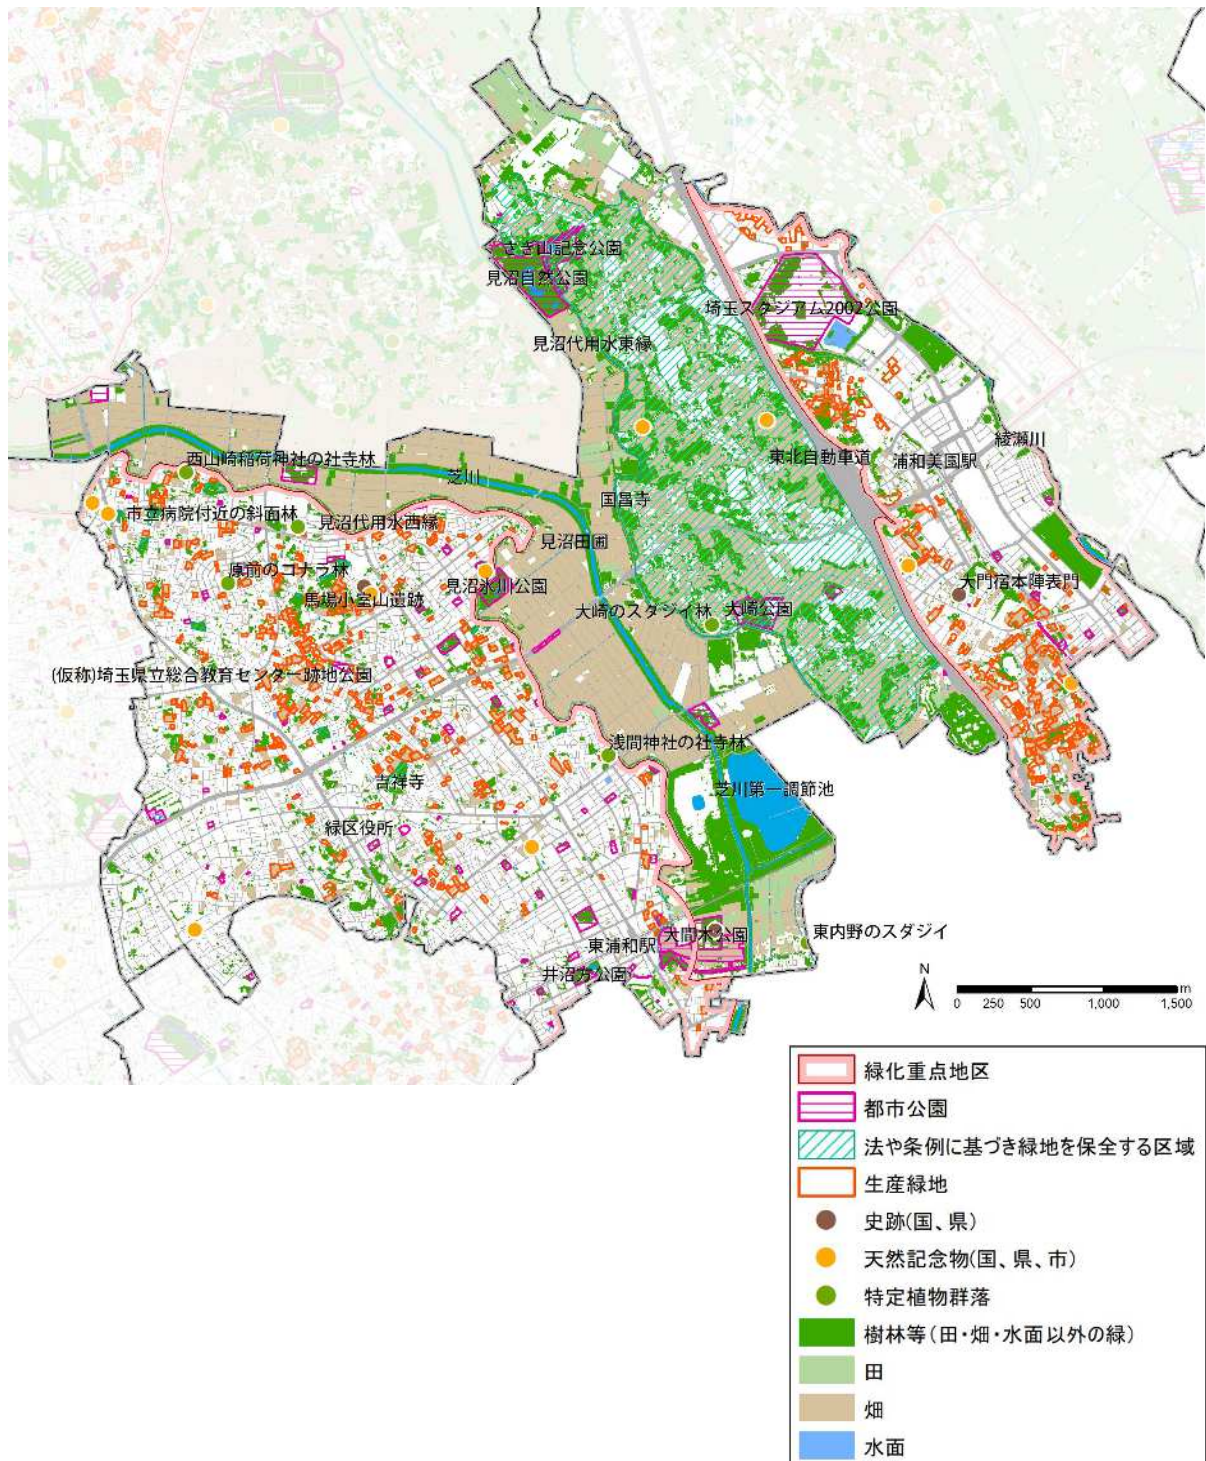 さぎ山記念公園
見沼自然公園
埼玉スタジアム2002公園
見沼代用水東縁
綾瀬川
東北自動車道
浦和美園駅
西山崎稲荷神社の社寺林
芝川
国昌寺
市立病院付近の斜面林
見沼代用水西縁
見沼田圃
原前のコナラ林
見沼氷川公園
大門宿本陣表門
馬場小室山遺跡
大崎のスタジイ林
大崎公園
(仮称)埼玉県立総合教育センター跡地公園
浅間神社の社寺林
吉祥寺
芝川第一調節池
緑区役所
東内野のスダジイ
東浦和駅
大間木公園
井沼方公園
N
0 250 500 1,000 1,500 m
緑化重点地区
都市公園
法や条例に基づき緑地を保全する区域
生産緑地
史跡(国、県)
天然記念物(国、県、市)
特定植物群落
樹林等(田・畑・水面以外の緑)
田
畑
水面